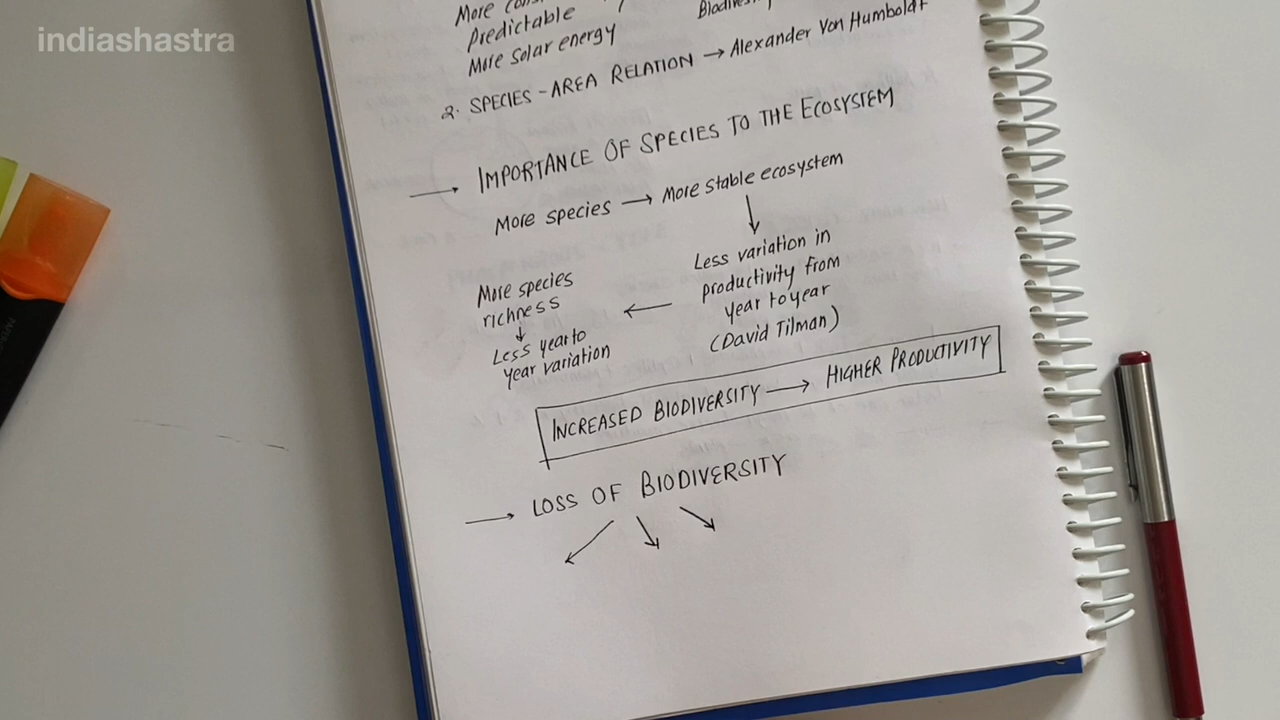 indiashastra
More
Predictable
More solar energy
2. SPECIES - AREA RELATION → Alexander Von Humboldt
→ IMPORTANCE OF SPECIES TO THE ECOSYSTEM
More species → More stable ecosystem
↓
Less variation in
productivity from
year to year
(David Tilman)
←
More species
richness
↓
Less year to
year variation
INCREASED BIODIVERSITY → HIGHER PRODUCTIVITY
→ LOSS OF BIODIVERSITY